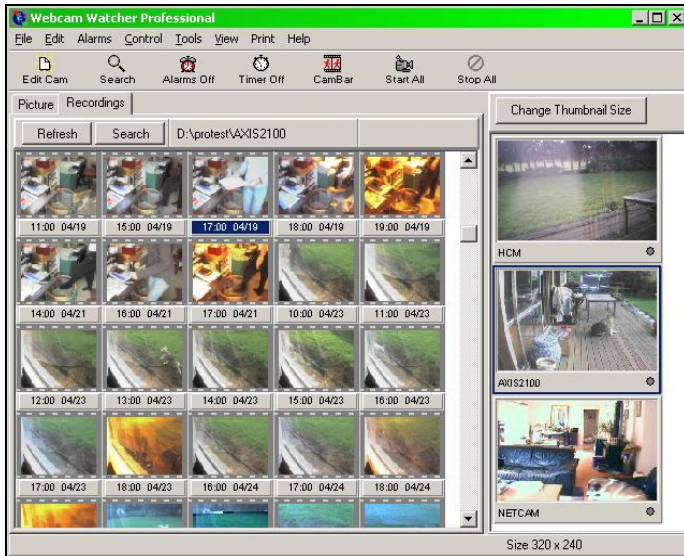 Webcam Watcher Professional
File Edit Alarms Control Tools View Print Help
Edit Cam Search Alarms Off Timer Off CamBar Start All Stop All
Picture Recordings
Change Thumbnail Size
Refresh Search D:\protest\AXIS2100
11:00 04/19 15:00 04/19 17:00 04/19 18:00 04/19 19:00 04/19
HCM
14:00 04/21 16:00 04/21 17:00 04/21 10:00 04/23 11:00 04/23
AXIS2100
12:00 04/23 13:00 04/23 14:00 04/23 15:00 04/23 16:00 04/23
17:00 04/23 18:00 04/23 16:00 04/24 17:00 04/24 18:00 04/24
NETCAM
Size 320 x 240